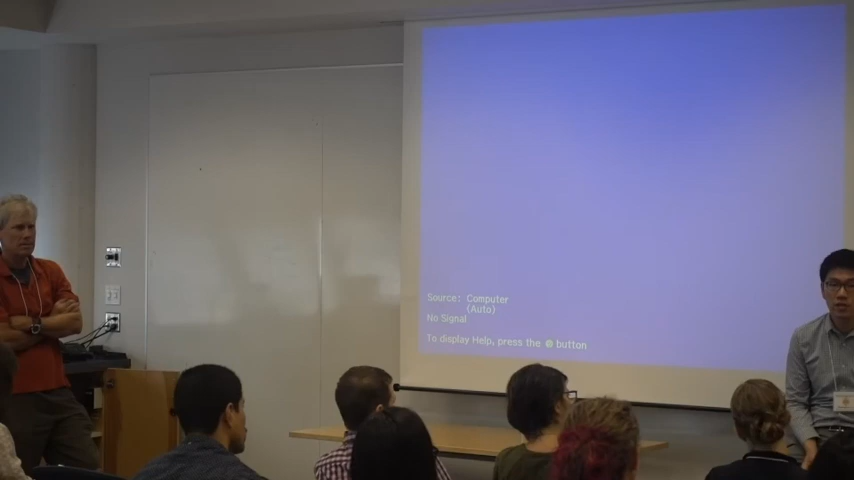 Source: Computer
(Auto)
No Signal
To display Help, press the button